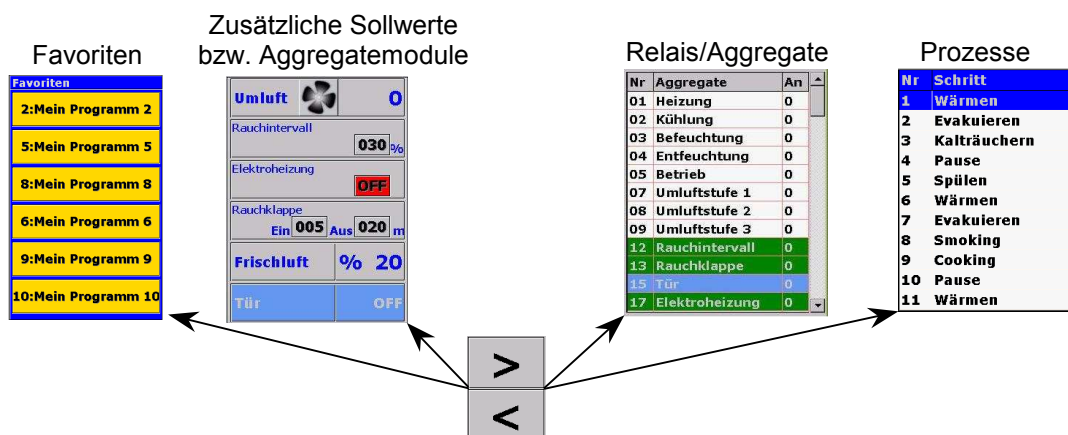 Favoriten
Zusätzliche Sollwerte
bzw. Aggregatemodule
Relais/Aggregate
Prozesse
Favoriten
2:Mein Programm 2
5:Mein Programm 5
8:Mein Programm 8
6:Mein Programm 6
9:Mein Programm 9
10:Mein Programm 10
Umluft 0
Rauchintervall
030 %
Elektroheizung
OFF
Rauchklappe
Ein 005 Aus 020 m
Frischluft % 20
Tür OFF
Nr Aggregate An
01 Heizung 0
02 Kühlung 0
03 Befeuchtung 0
04 Entfeuchtung 0
05 Betrieb 0
07 Umluftstufe 1 0
08 Umluftstufe 2 0
09 Umluftstufe 3 0
12 Rauchintervall 0
13 Rauchklappe 0
15 Tür 0
17 Elektroheizung 0
Nr Schritt
1 Wärmen
2 Evakuieren
3 Kalträuchern
4 Pause
5 Spülen
6 Wärmen
7 Evakuieren
8 Smoking
9 Cooking
10 Pause
11 Wärmen
>
<